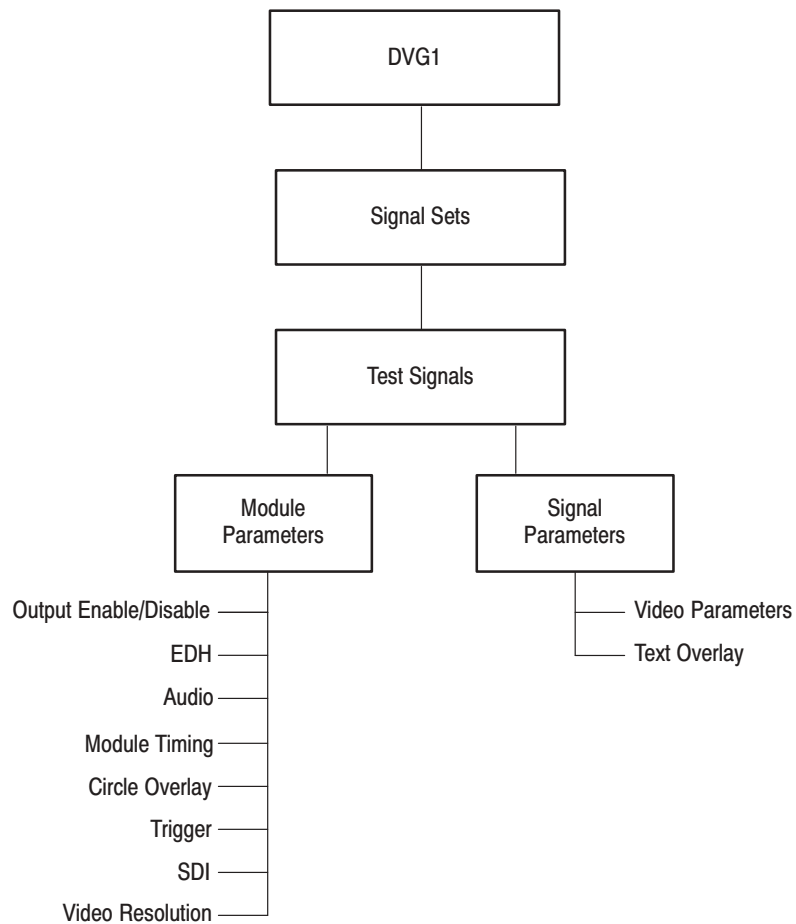 DVG1
Signal Sets
Test Signals
Module
Parameters
Signal
Parameters
Output Enable/Disable
EDH
Audio
Module Timing
Circle Overlay
Trigger
SDI
Video Resolution
Video Parameters
Text Overlay